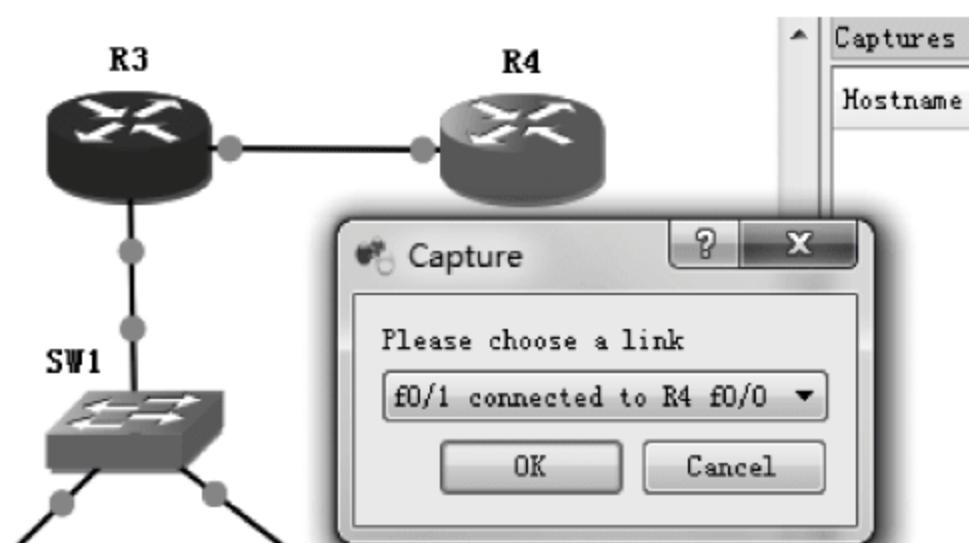 R3
R4
Captures
Hostname
Capture
?
X
Please choose a link
SW1
f0/1 connected to R4 f0/0
OK
Cancel